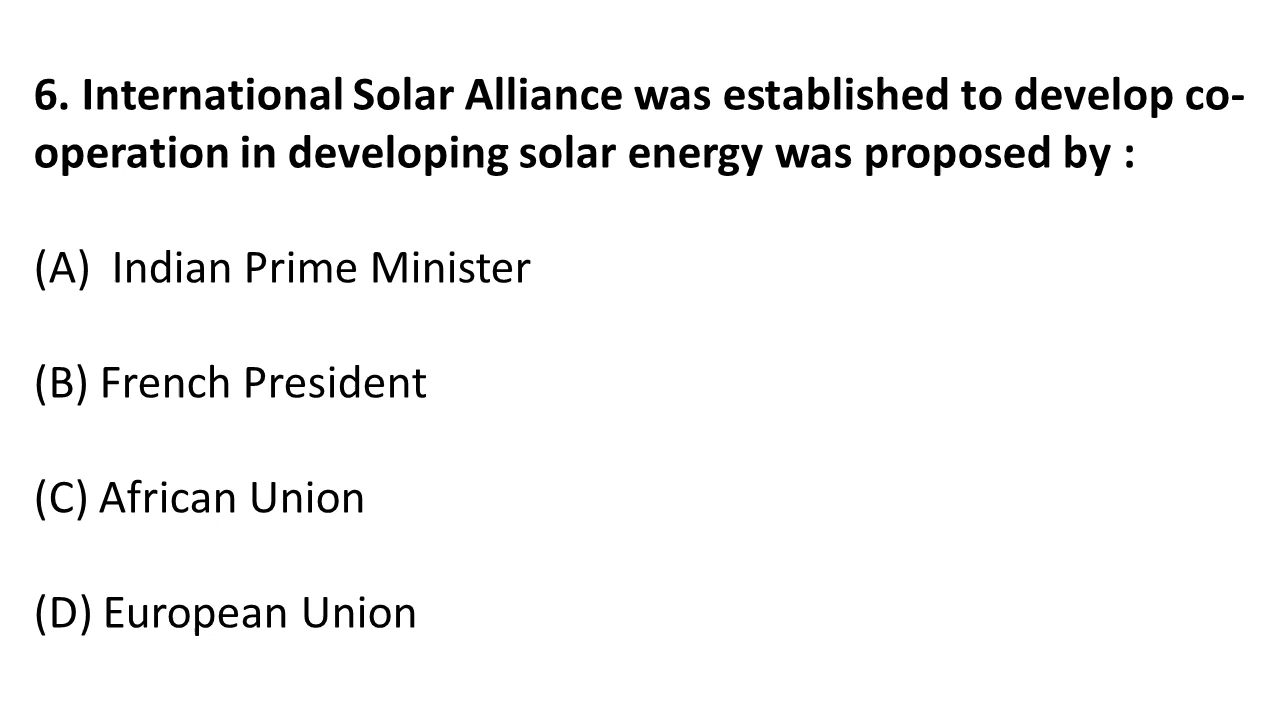 6. International Solar Alliance was established to develop co-
operation in developing solar energy was proposed by :
(A) Indian Prime Minister
(B) French President
(C) African Union
(D) European Union